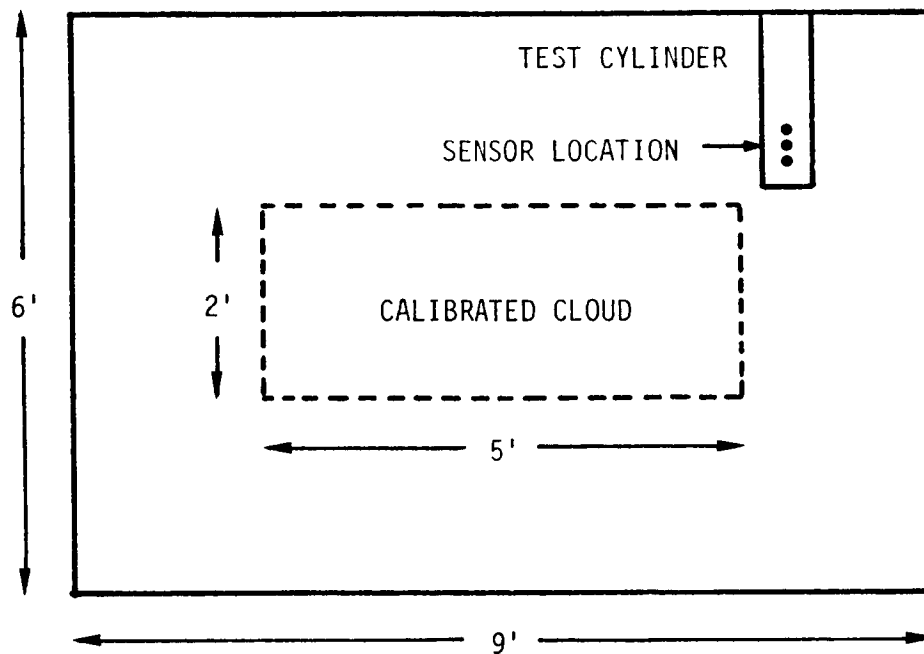 TEST CYLINDER
SENSOR LOCATION
6'
2'
CALIBRATED CLOUD
5'
9'